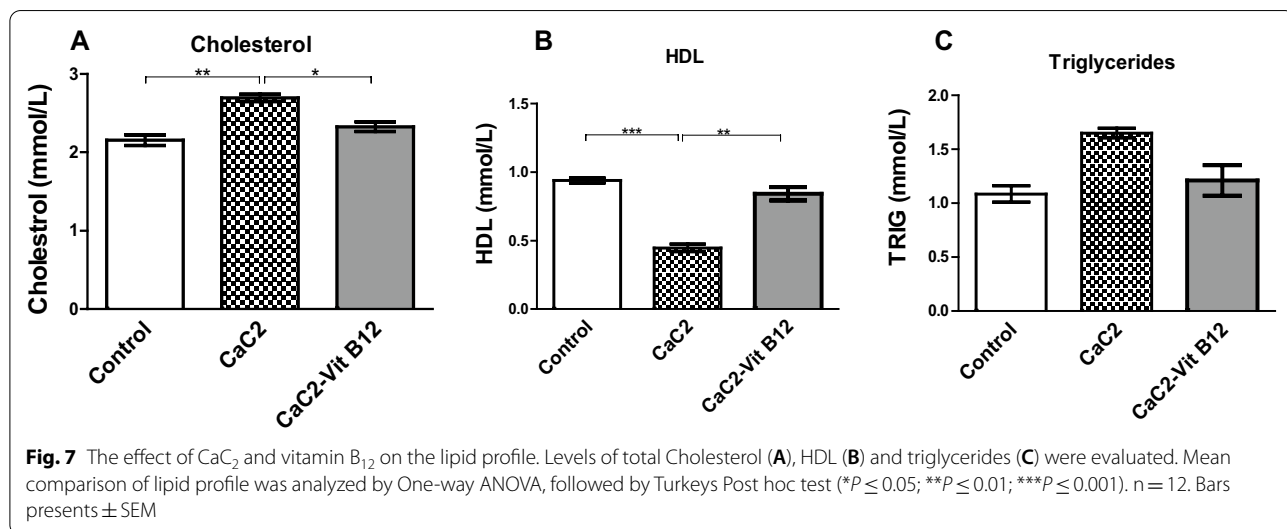 A
Cholesterol
Cholestrol (mmol/L)
3
2
1
0
**
*
Control
CaC2
CaC2-Vit B12
B
HDL
HDL (mmol/L)
1.5
1.0
0.5
0.0
***
**
Control
CaC2
CaC2-Vit B12
C
Triglycerides
TRIG (mmol/L)
2.0
1.5
1.0
0.5
0.0
Control
CaC2
CaC2-Vit B12
Fig. 7 The effect of CaC₂ and vitamin B₁₂ on the lipid profile. Levels of total Cholesterol (A), HDL (B) and triglycerides (C) were evaluated. Mean
comparison of lipid profile was analyzed by One-way ANOVA, followed by Turkeys Post hoc test (*P ≤ 0.05; **P ≤ 0.01; ***P ≤ 0.001). n = 12. Bars
presents ± SEM